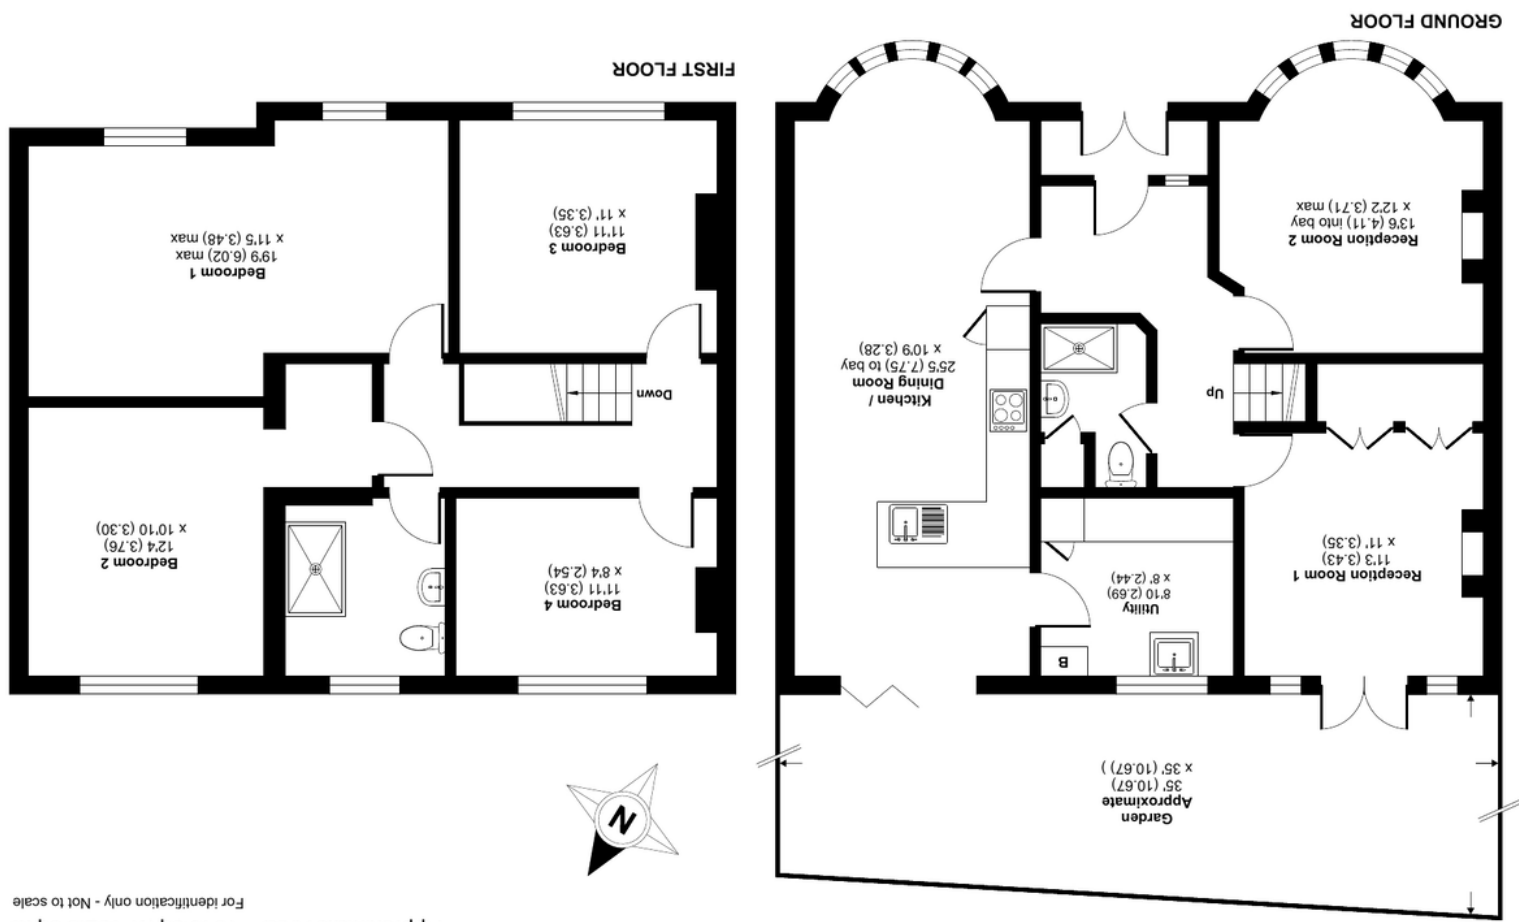 For identification only - Not to scale
Garden
Approximate
35' (10.67)
x 35' (10.67) )
N
Reception Room 1
11'3 (3.43)
x 11' (3.35)
B
Utility
8'10 (2.69)
x 8' (2.44)
Kitchen /
Dining Room
25'5 (7.75) to bay
x 10'9 (3.28)
Up
Reception Room 2
13'6 (4.11) into bay
x 12'2 (3.71) max
GROUND FLOOR
Bedroom 4
11'11 (3.63)
x 8'4 (2.54)
Bedroom 2
12'4 (3.76)
x 10'10 (3.30)
Down
Bedroom 3
11'11 (3.63)
x 11' (3.35)
Bedroom 1
19'9 (6.02) max
x 11'5 (3.48) max
FIRST FLOOR